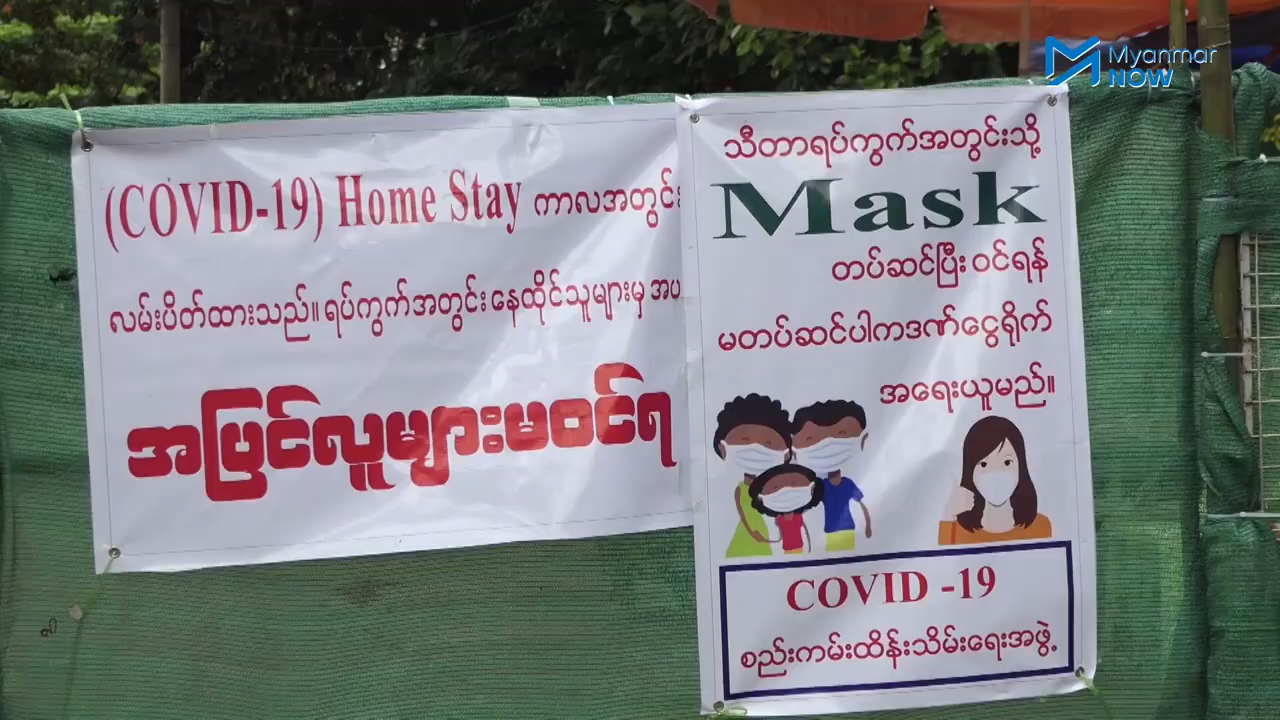 Myanmar
NOW
(COVID-19) Home Stay ကာလအတွင်း
လမ်းပိတ်ထားသည်။ ရပ်ကွက်အတွင်း နေထိုင်သူများမှ အပ
အပြင်လူများမဝင်ရ
သီတာရပ်ကွက်အတွင်းသို့
Mask
တပ်ဆင်ပြီး ဝင်ရန်
မတပ်ဆင်ပါကဒဏ်ငွေရိုက်
အရေးယူမည်။
COVID -19
စည်းကမ်းထိန်းသိမ်းရေးအဖွဲ့